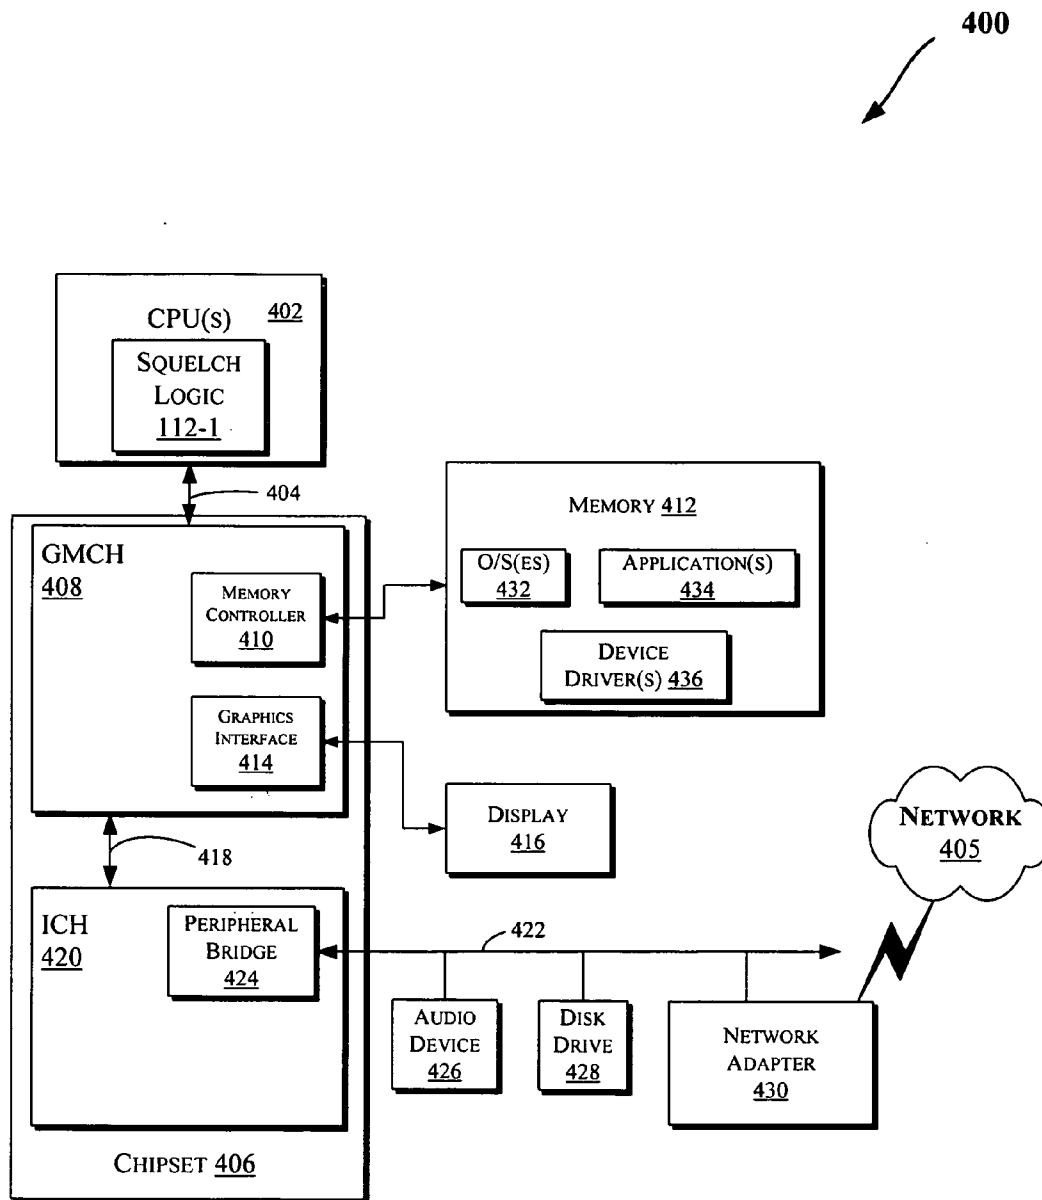 400
CPU(S)
402
SQUELCH
LOGIC
112-1
404
GMCH
408
MEMORY
CONTROLLER
410
GRAPHICS
INTERFACE
414
MEMORY 412
O/S(ES)
432
APPLICATION(S)
434
DEVICE
DRIVER(S) 436
DISPLAY
416
418
NETWORK
405
ICH
420
PERIPHERAL
BRIDGE
424
422
AUDIO
DEVICE
426
DISK
DRIVE
428
NETWORK
ADAPTER
430
CHIPSET 406